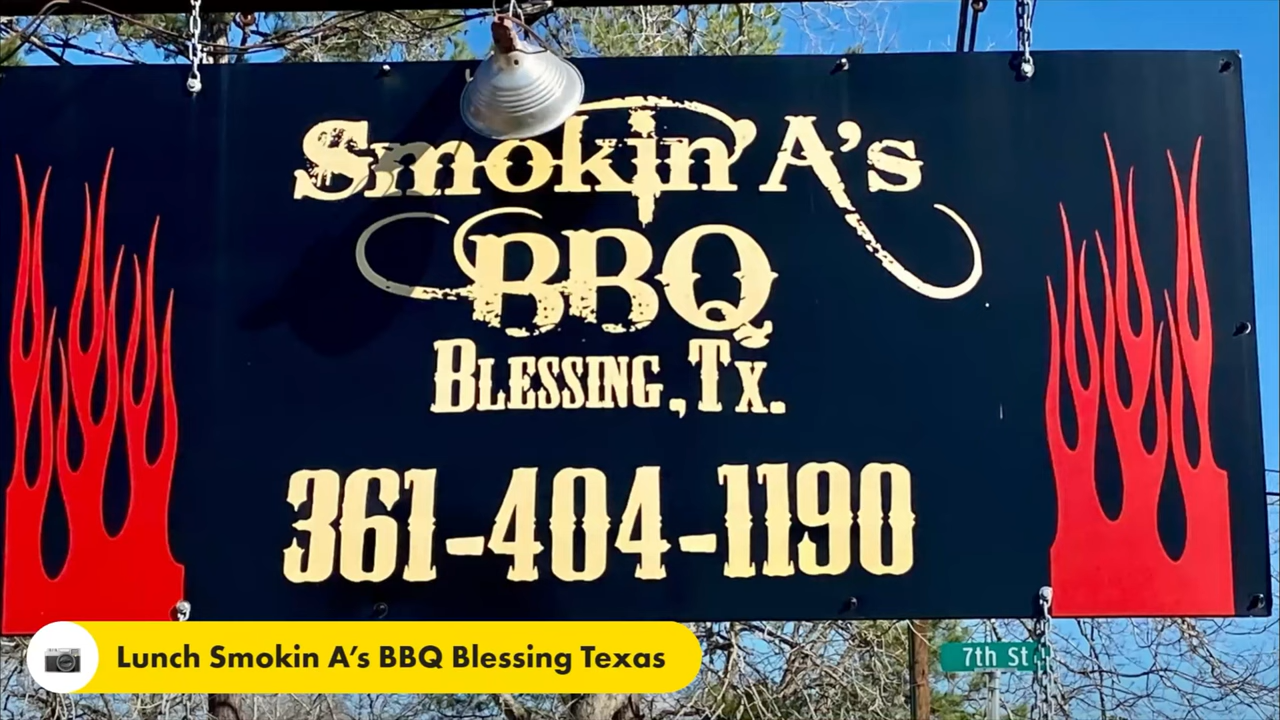 Smokin A's
BBQ
Blessing, Tx.
361-404-1190
Lunch Smokin A's BBQ Blessing Texas
7th St